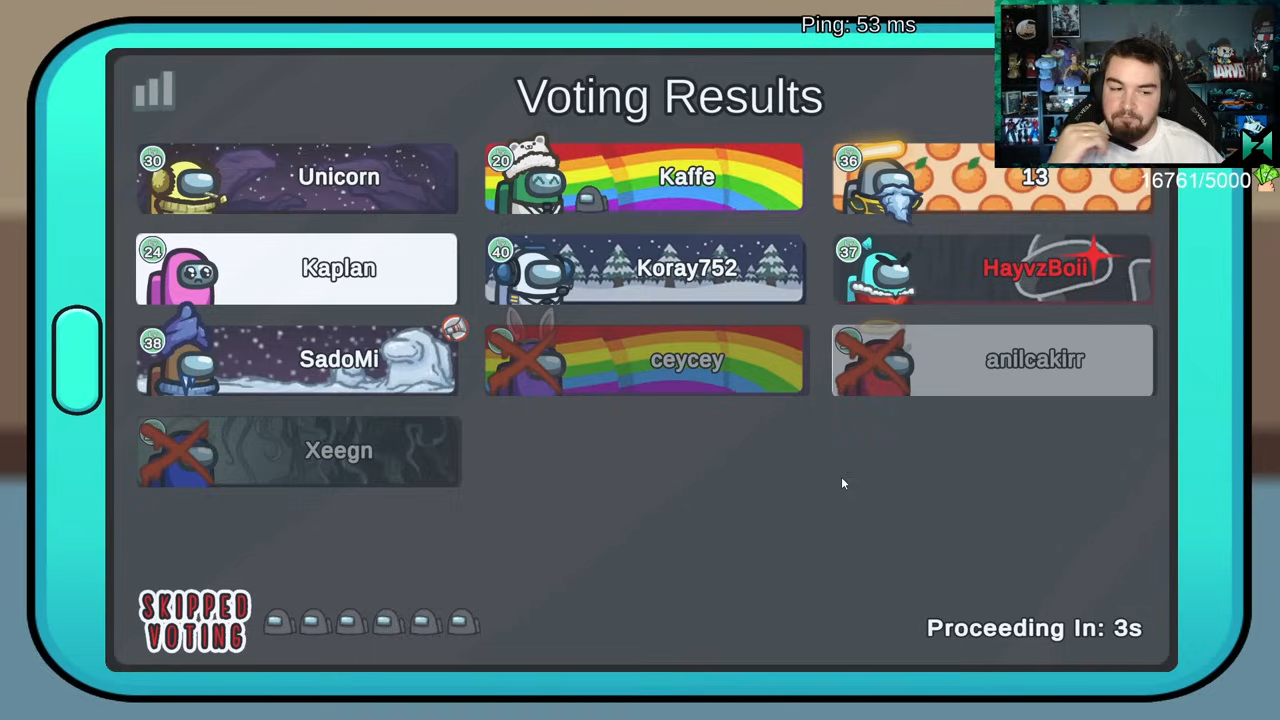 Ping: 53 ms
Voting Results
30 Unicorn
20 Kaffe
36 13
MARVEL
16761/5000
24 Kaplan
40 Koray752
37 HayvzBoii
38 SadoMi
ceycey
anilcakirr
Xeegn
SKIPPED
VOTING
Proceeding In: 3s